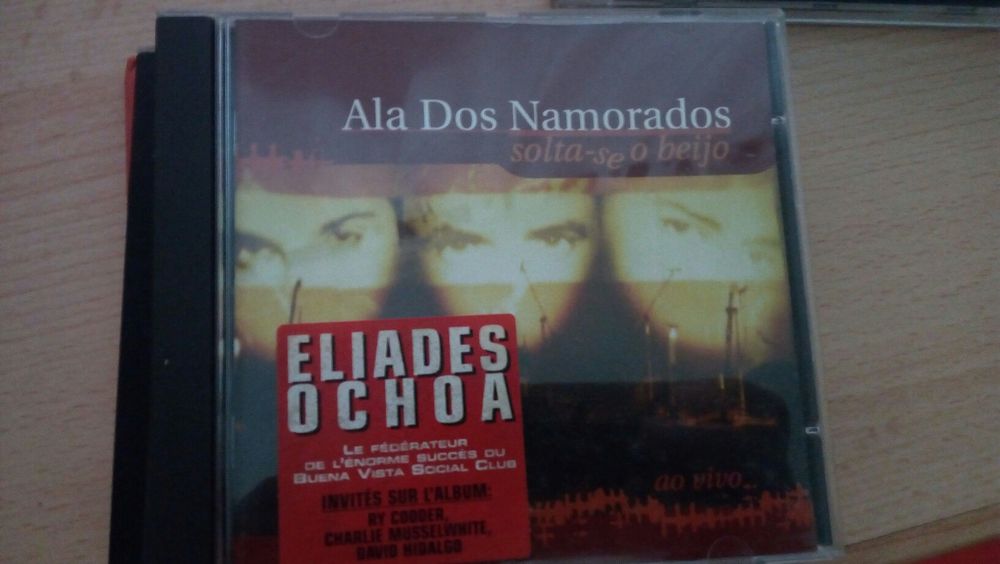 Ala Dos Namorados
solta-se o beijo
ELIADES
OCHOA
LE FÉDÉRATEUR
DE L'ÉNORME SUCCÈS DU
BUENA VISTA SOCIAL CLUB
INVITÉS SUR L'ALBUM:
RY COODER,
CHARLIE MUSSELWHITE,
DAVID HIDALGO
ao vivo...